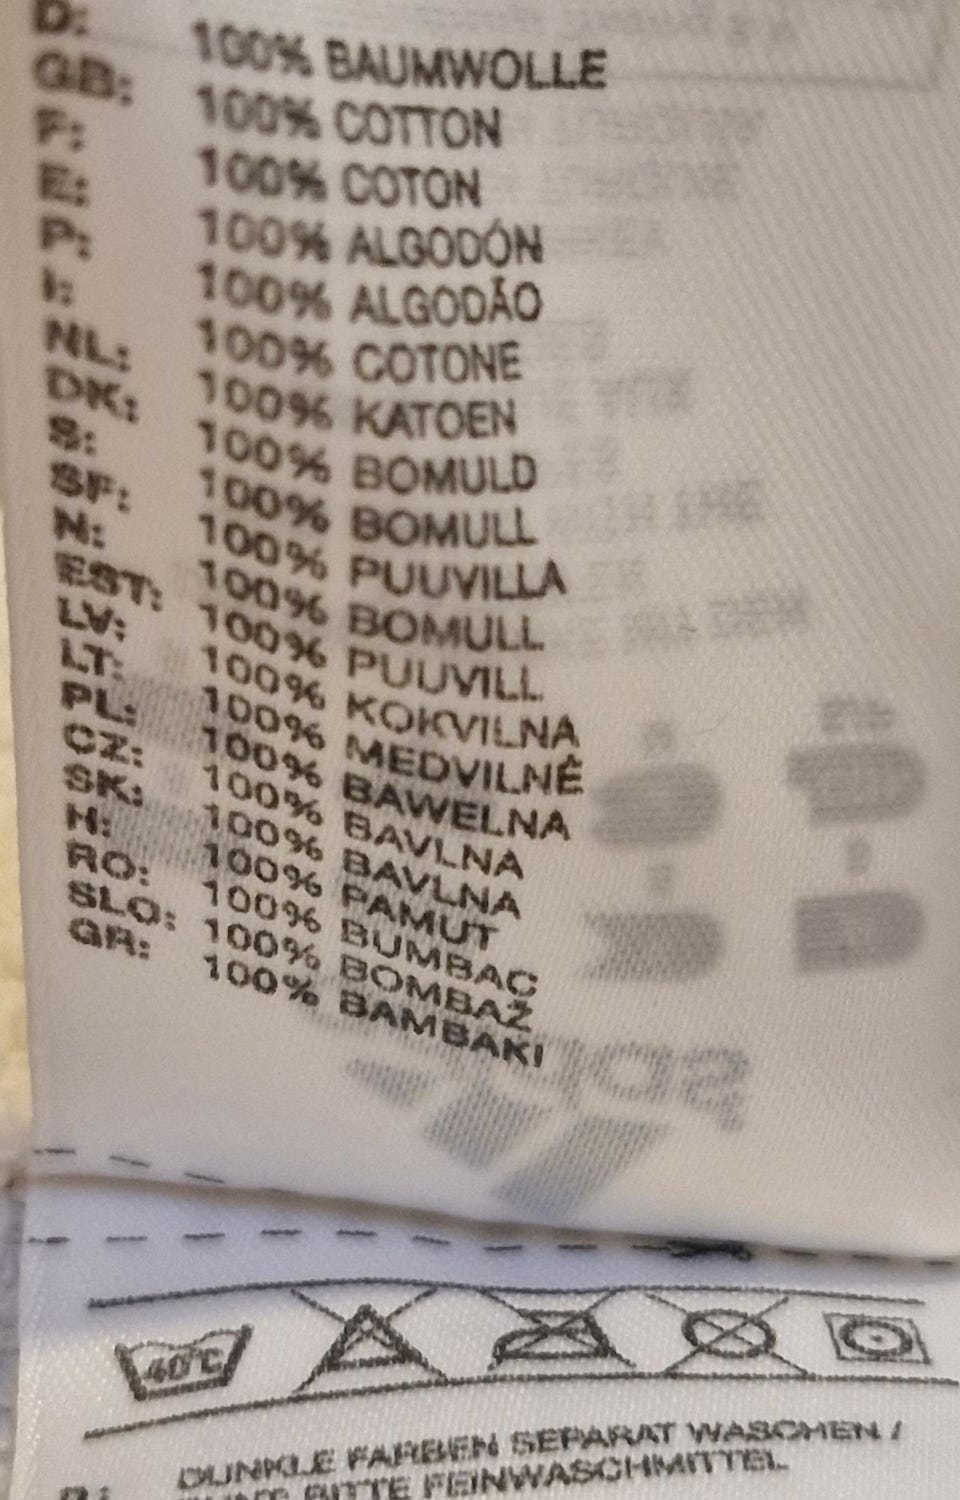 D: 100% BAUMWOLLE
GB: 100% COTTON
F: 100% COTON
E: 100% ALGODÓN
P: 100% ALGODÃO
I: 100% COTONE
NL: 100% KATOEN
DK: 100% BOMULD
S: 100% BOMULL
SF: 100% PUUVILLA
N: 100% BOMULL
EST: 100% PUUVILL
LV: 100% KOKVILNA
LT: 100% MEDVILNĖ
PL: 100% BAWELNA
CZ: 100% BAVLNA
SK: 100% BAVLNA
H: 100% PAMUT
RO: 100% BUMBAC
SLO: 100% BOMBAŽ
GR: 100% BAMBAKI
40°C
DUNKLE FARBEN SEPARAT WASCHEN /
BITTE FEINWASCHMITTEL